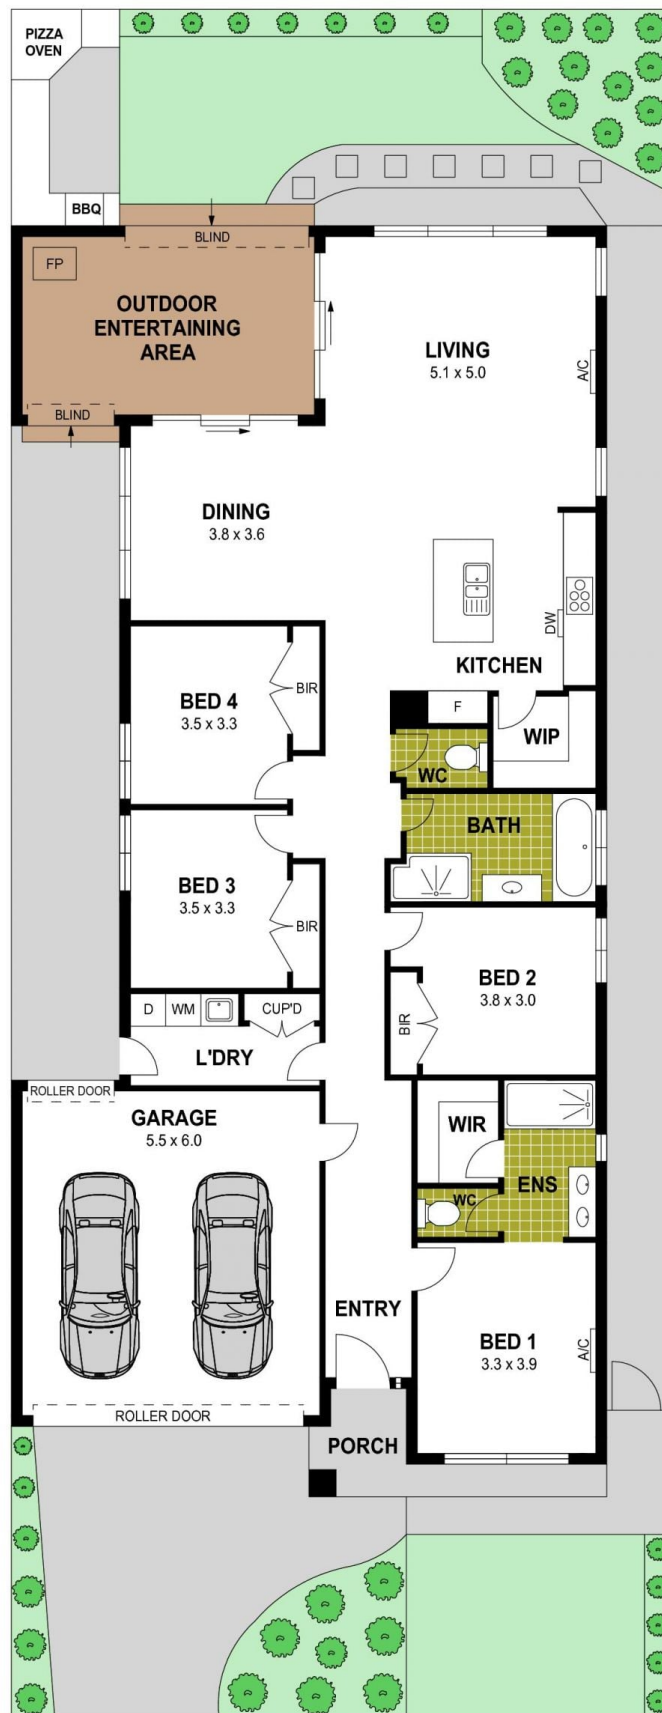 PIZZA
OVEN
BBQ
BLIND
FP
OUTDOOR
ENTERTAINING
AREA
LIVING
5.1 x 5.0
A/C
BLIND
DINING
3.8 x 3.6
DW
KITCHEN
BED 4
3.5 x 3.3
BIR
F
WIP
WC
BATH
BED 3
3.5 x 3.3
BIR
BED 2
3.8 x 3.0
BIR
D
WM
CUP'D
L'DRY
ROLLER DOOR
GARAGE
5.5 x 6.0
WIR
ENS
WC
ENTRY
BED 1
3.3 x 3.9
A/C
ROLLER DOOR
PORCH